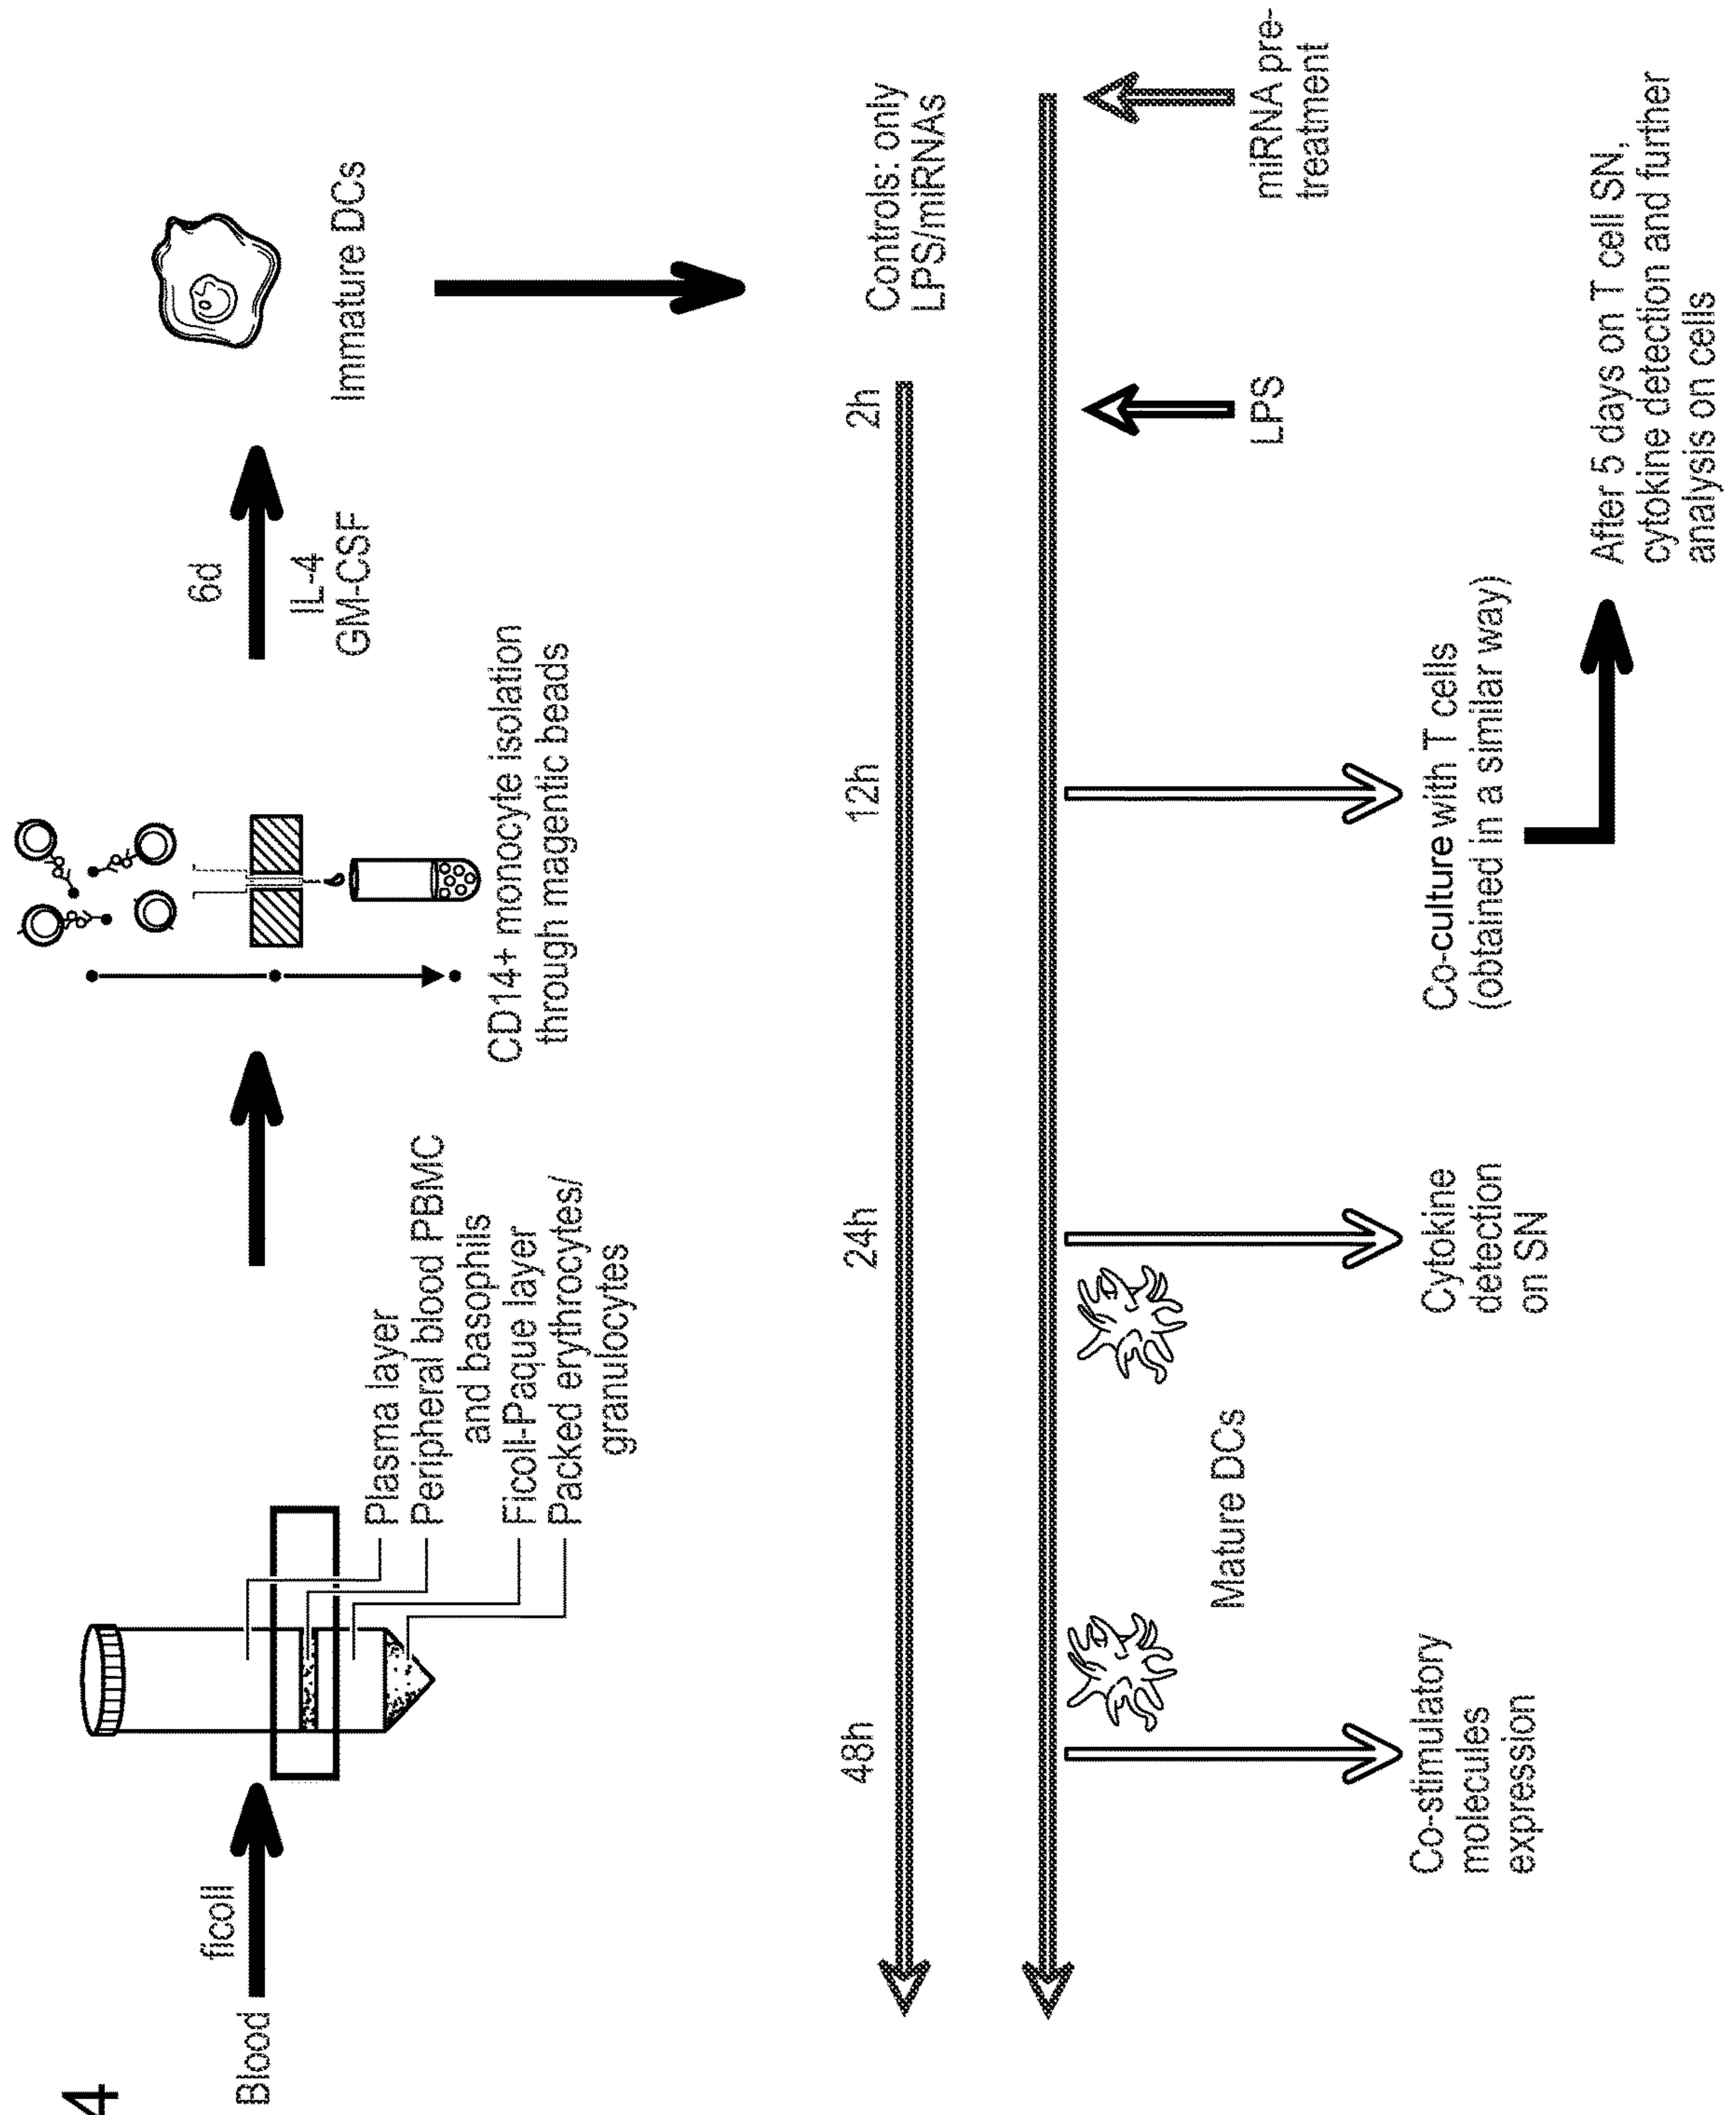 4
Blood
ficoll
Plasma layer
Peripheral blood PBMC
and basophils
Ficoll-Paque layer
Packed erythrocytes/
granulocytes
CD14+ monocyte isolation
through magentic beads
6d
IL-4
GM-CSF
Immature DCs
48h
24h
12h
2h
Controls: only
LPS/miRNAs
Mature DCs
LPS
miRNA pre-
treatment
Co-stimulatory
molecules
expression
Cytokine
detection
on SN
Co-culture with T cells
(obtained in a similar way)
After 5 days on T cell SN,
cytokine detection and further
analysis on cells